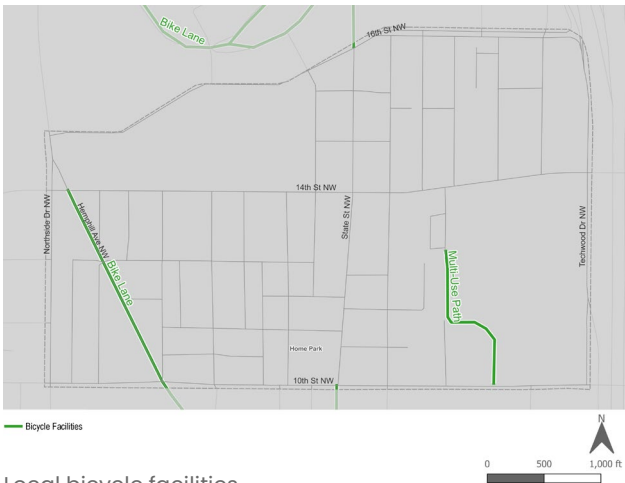 Bike Lane
16th St NW
14th St NW
Northside Dr NW
Hemphill Ave NW
Bike Lane
State St NW
Multi-Use Path
Techwood Dr NW
Home Park
10th St NW
Bicycle Facilities
N
0 500 1,000 ft
Local bicycle facilities